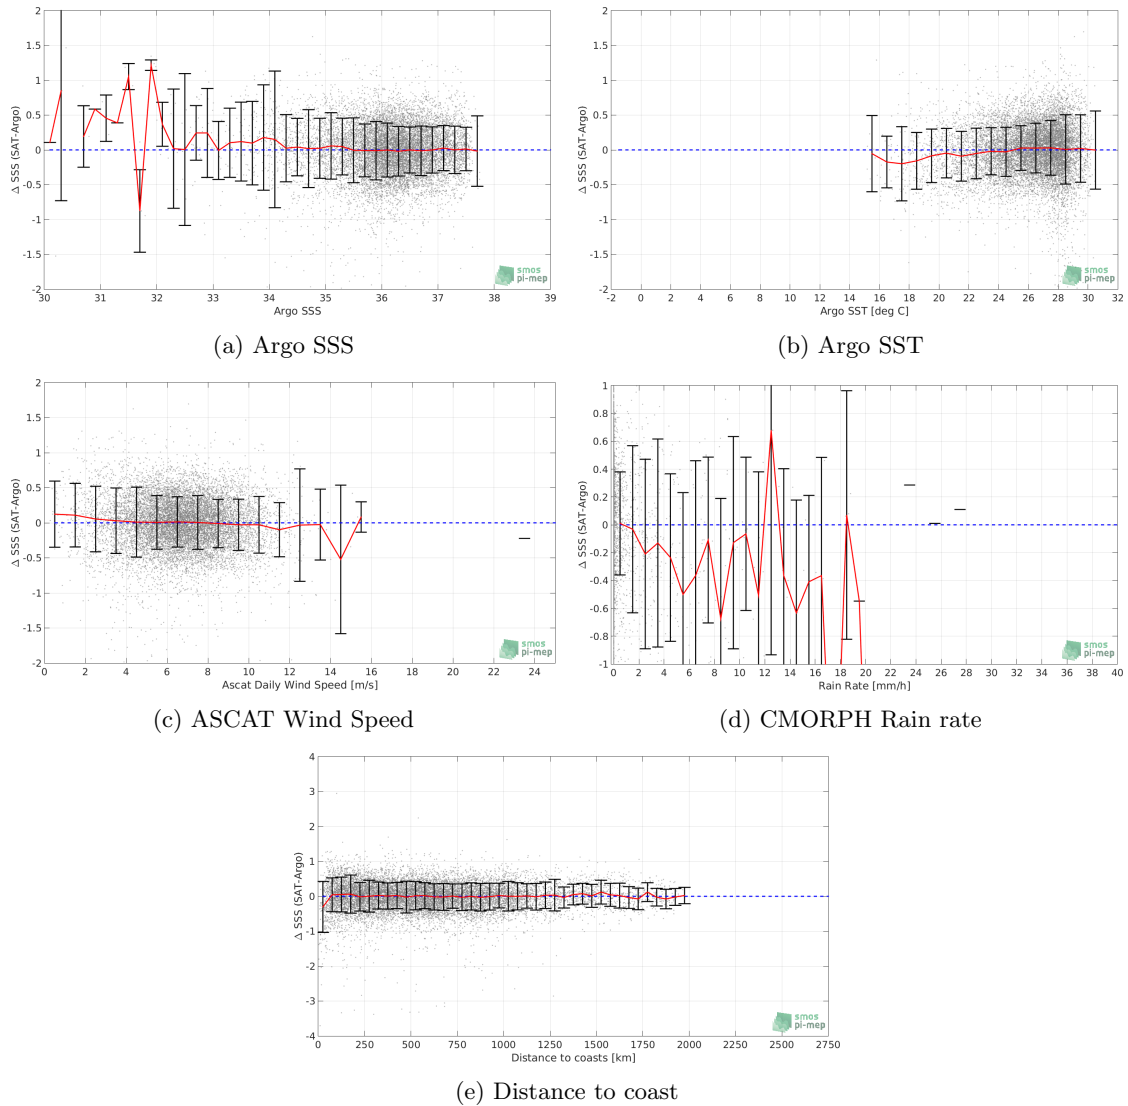 2
1.5
1
0.5
0
-0.5
-1
-1.5
-2
Δ SSS (SAT-Argo)
30 31 32 33 34 35 36 37 38 39
Argo SSS
smos
pi-mep
(a) Argo SSS
2
1.5
1
0.5
0
-0.5
-1
-1.5
-2
Δ SSS (SAT-Argo)
-2 0 2 4 6 8 10 12 14 16 18 20 22 24 26 28 30 32
Argo SST [deg C]
smos
pi-mep
(b) Argo SST
2
1.5
1
0.5
0
-0.5
-1
-1.5
-2
Δ SSS (SAT-Argo)
0 2 4 6 8 10 12 14 16 18 20 22 24
Ascat Daily Wind Speed [m/s]
smos
pi-mep
(c) ASCAT Wind Speed
1
0.8
0.6
0.4
0.2
0
-0.2
-0.4
-0.6
-0.8
-1
Δ SSS (SAT-Argo)
0 2 4 6 8 10 12 14 16 18 20 22 24 26 28 30 32 34 36 38 40
Rain Rate [mm/h]
smos
pi-mep
(d) CMORPH Rain rate
4
3
2
1
0
-1
-2
-3
-4
Δ SSS (SAT-Argo)
0 250 500 750 1000 1250 1500 1750 2000 2250 2500 2750
Distance to coasts [km]
smos
pi-mep
(e) Distance to coast